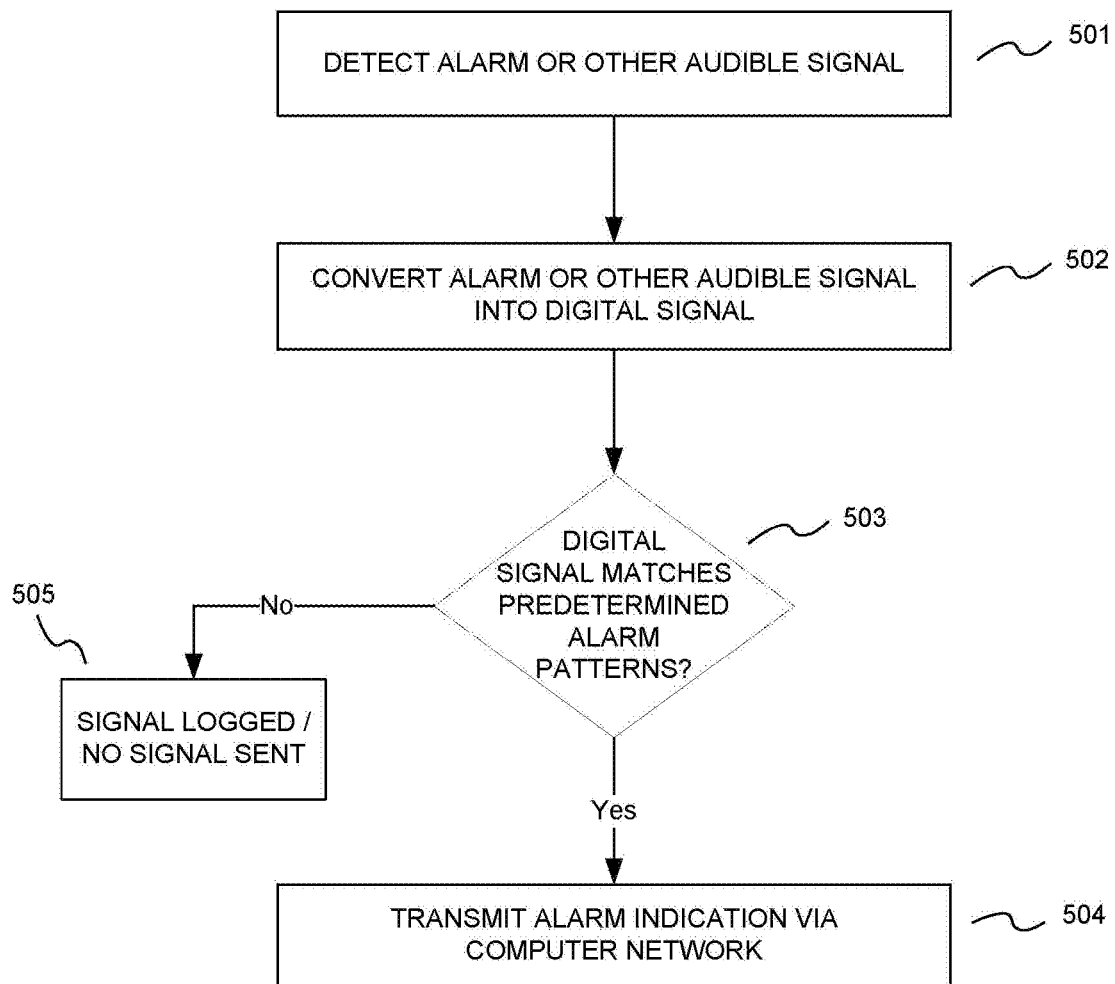 DETECT ALARM OR OTHER AUDIBLE SIGNAL
501
CONVERT ALARM OR OTHER AUDIBLE SIGNAL
INTO DIGITAL SIGNAL
502
DIGITAL
SIGNAL MATCHES
PREDETERMINED
ALARM
PATTERNS?
503
No
505
SIGNAL LOGGED /
NO SIGNAL SENT
Yes
TRANSMIT ALARM INDICATION VIA
COMPUTER NETWORK
504